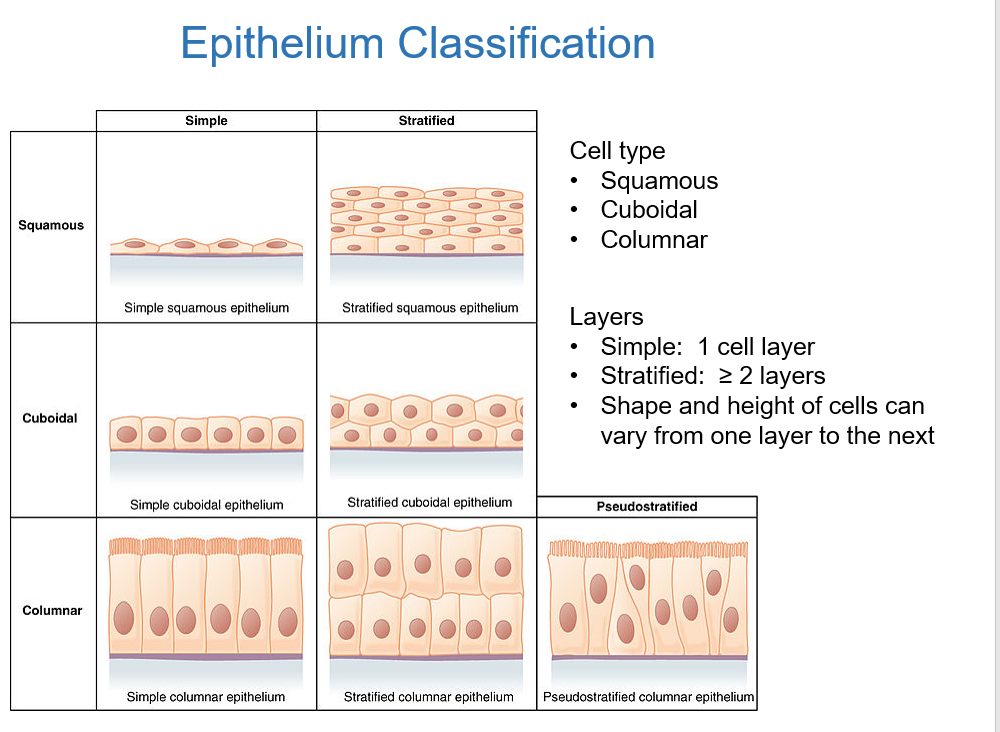 Epithelium Classification
Simple
Stratified
Squamous
Simple squamous epithelium
Stratified squamous epithelium
Cuboidal
Simple cuboidal epithelium
Stratified cuboidal epithelium
Pseudostratified
Columnar
Simple columnar epithelium
Stratified columnar epithelium
Pseudostratified columnar epithelium
Cell type
• Squamous
• Cuboidal
• Columnar
Layers
• Simple:  1 cell layer
• Stratified:  ≥ 2 layers
• Shape and height of cells can
vary from one layer to the next